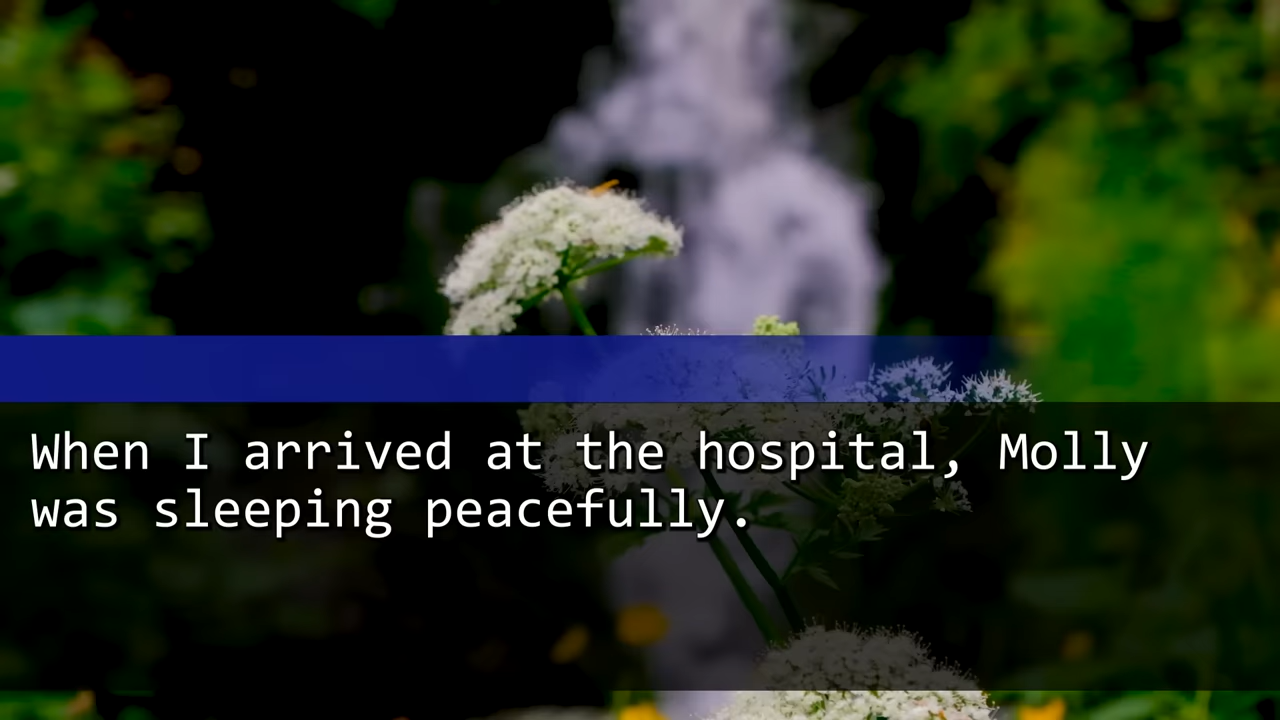 When I arrived at the hospital, Molly
was sleeping peacefully.